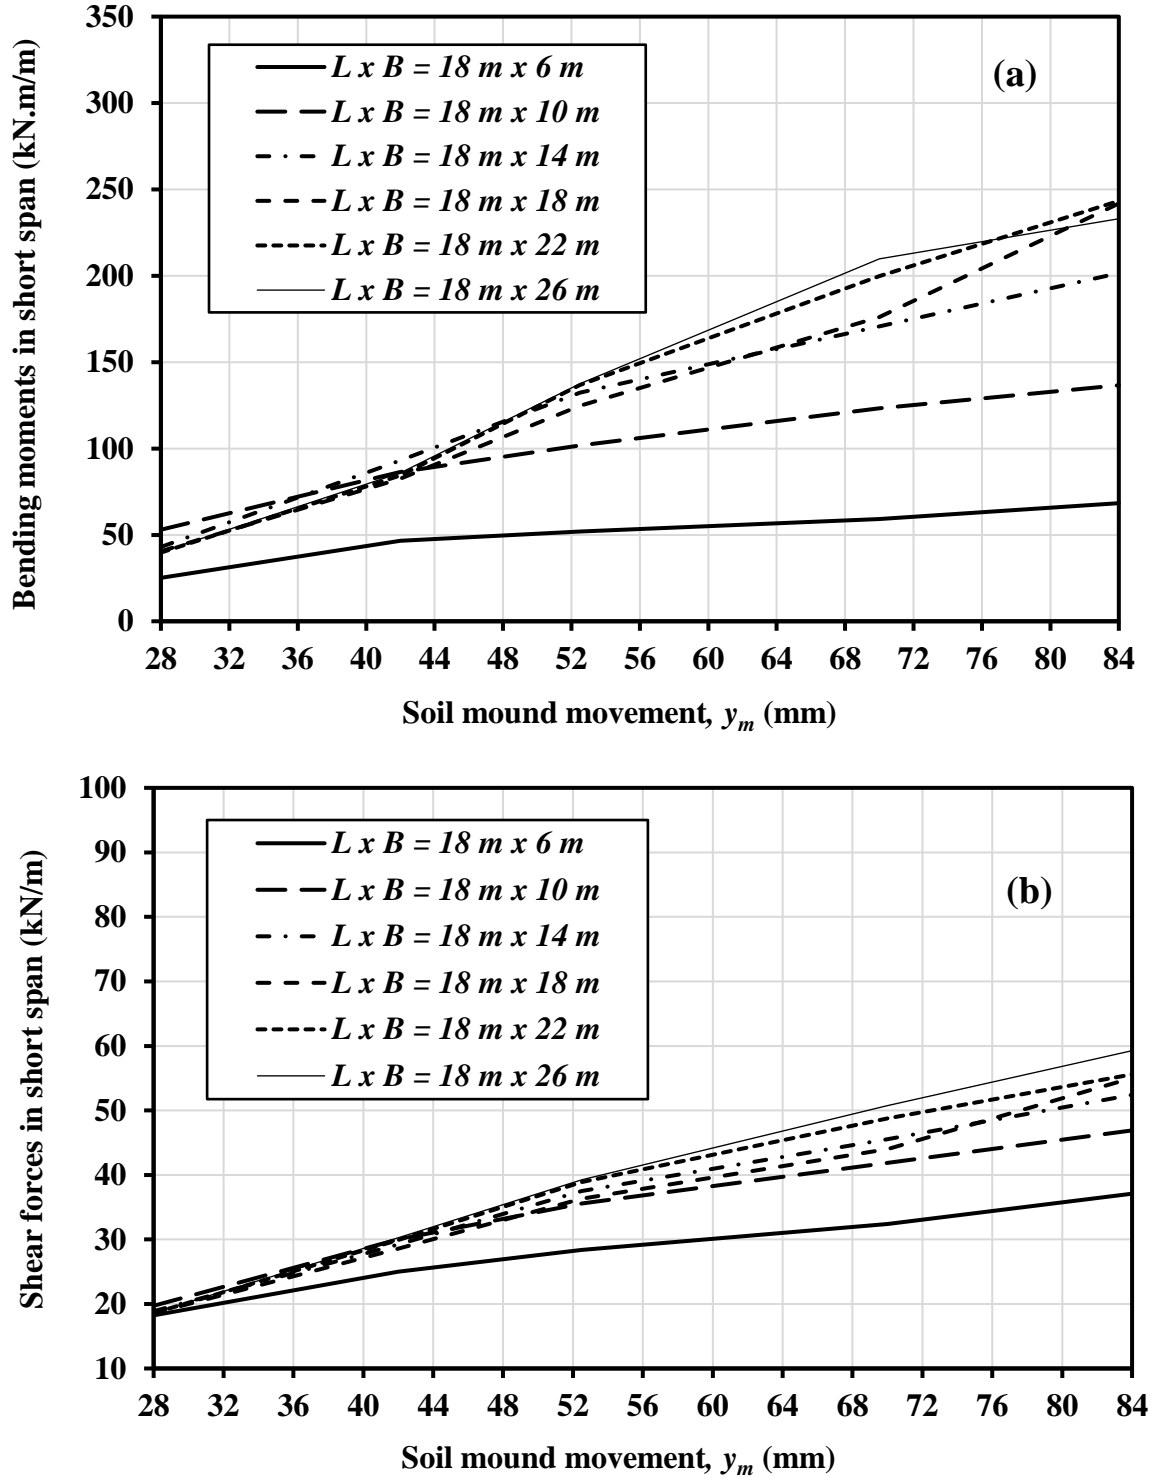 350
300
250
200
150
100
50
0
Bending moments in short span (kN.m/m)
L x B = 18 m x 6 m
L x B = 18 m x 10 m
L x B = 18 m x 14 m
L x B = 18 m x 18 m
L x B = 18 m x 22 m
L x B = 18 m x 26 m
(a)
28 32 36 40 44 48 52 56 60 64 68 72 76 80 84
Soil mound movement, yₘ (mm)
100
90
80
70
60
50
40
30
20
10
Shear forces in short span (kN/m)
L x B = 18 m x 6 m
L x B = 18 m x 10 m
L x B = 18 m x 14 m
L x B = 18 m x 18 m
L x B = 18 m x 22 m
L x B = 18 m x 26 m
(b)
28 32 36 40 44 48 52 56 60 64 68 72 76 80 84
Soil mound movement, yₘ (mm)